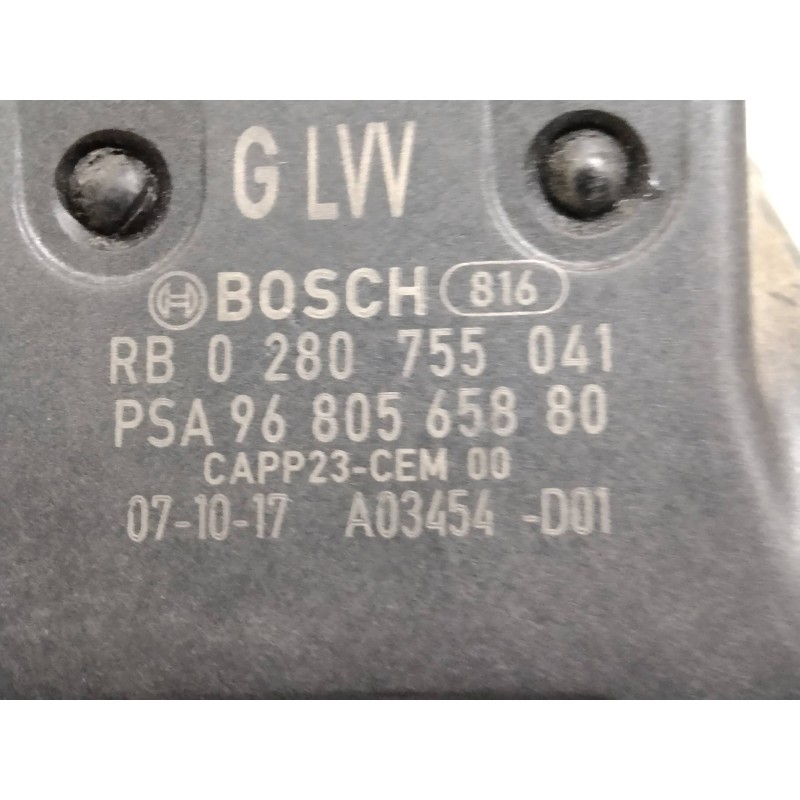 G LW
BOSCH 816
RB 0 280 755 041
PSA 96 805 658 80
CAPP23-CEM 00
07-10-17 A03454 -D01